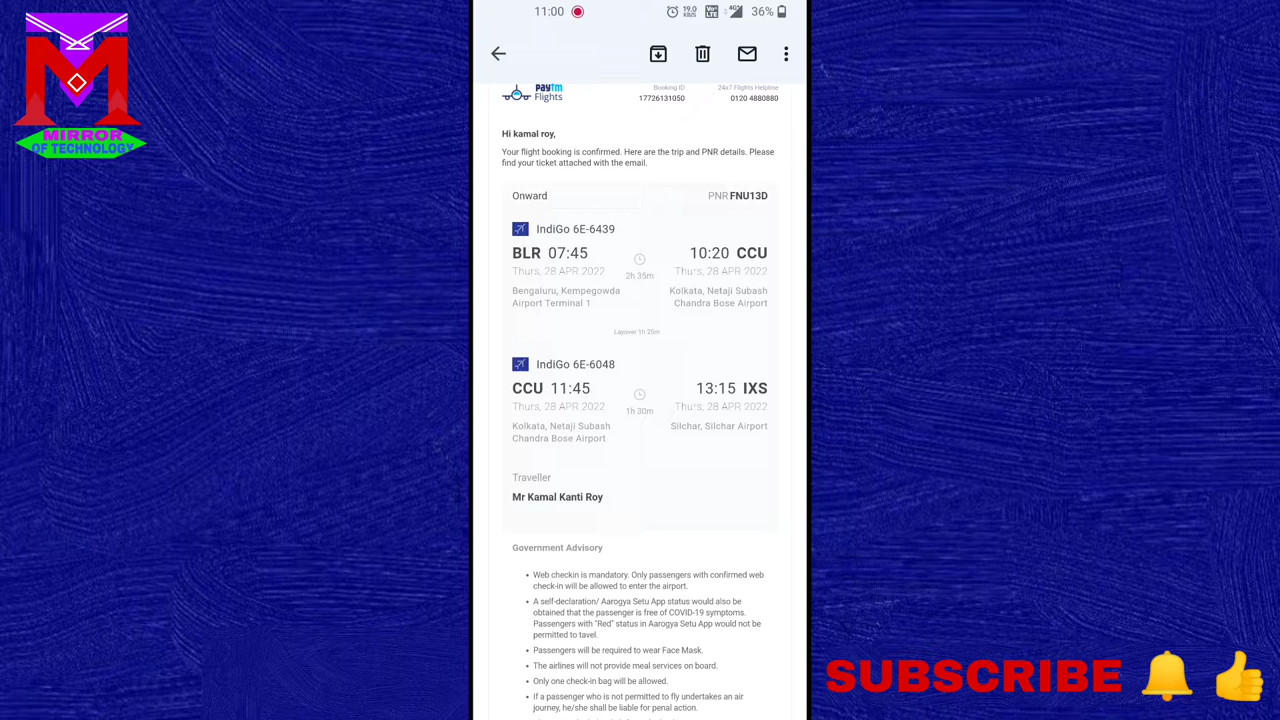 11:00
19.0
KB/S
4G
36%
MIRROR
OF TECHNOLOGY
paytm
Flights
Booking ID
17726131050
24x7 Flights Helpline
0120 4880880
Hi kamal roy,
Your flight booking is confirmed. Here are the trip and PNR details. Please
find your ticket attached with the email.
Onward
PNR FNU13D
IndiGo 6E-6439
BLR 07:45
10:20 CCU
Thurs, 28 APR 2022
2h 35m
Thurs, 28 APR 2022
Bengaluru, Kempegowda
Airport Terminal 1
Kolkata, Netaji Subash
Chandra Bose Airport
Layover 1h 25m
IndiGo 6E-6048
CCU 11:45
13:15 IXS
Thurs, 28 APR 2022
1h 30m
Thurs, 28 APR 2022
Kolkata, Netaji Subash
Chandra Bose Airport
Silchar, Silchar Airport
Traveller
Mr Kamal Kanti Roy
Government Advisory
• Web checkin is mandatory. Only passengers with confirmed web
check-in will be allowed to enter the airport.
• A self-declaration/ Aarogya Setu App status would also be
obtained that the passenger is free of COVID-19 symptoms.
Passengers with "Red" status in Aarogya Setu App would not be
permitted to tavel.
• Passengers will be required to wear Face Mask.
• The airlines will not provide meal services on board.
• Only one check-in bag will be allowed.
• If a passenger who is not permitted to fly undertakes an air
journey, he/she shall be liable for penal action.
SUBSCRIBE